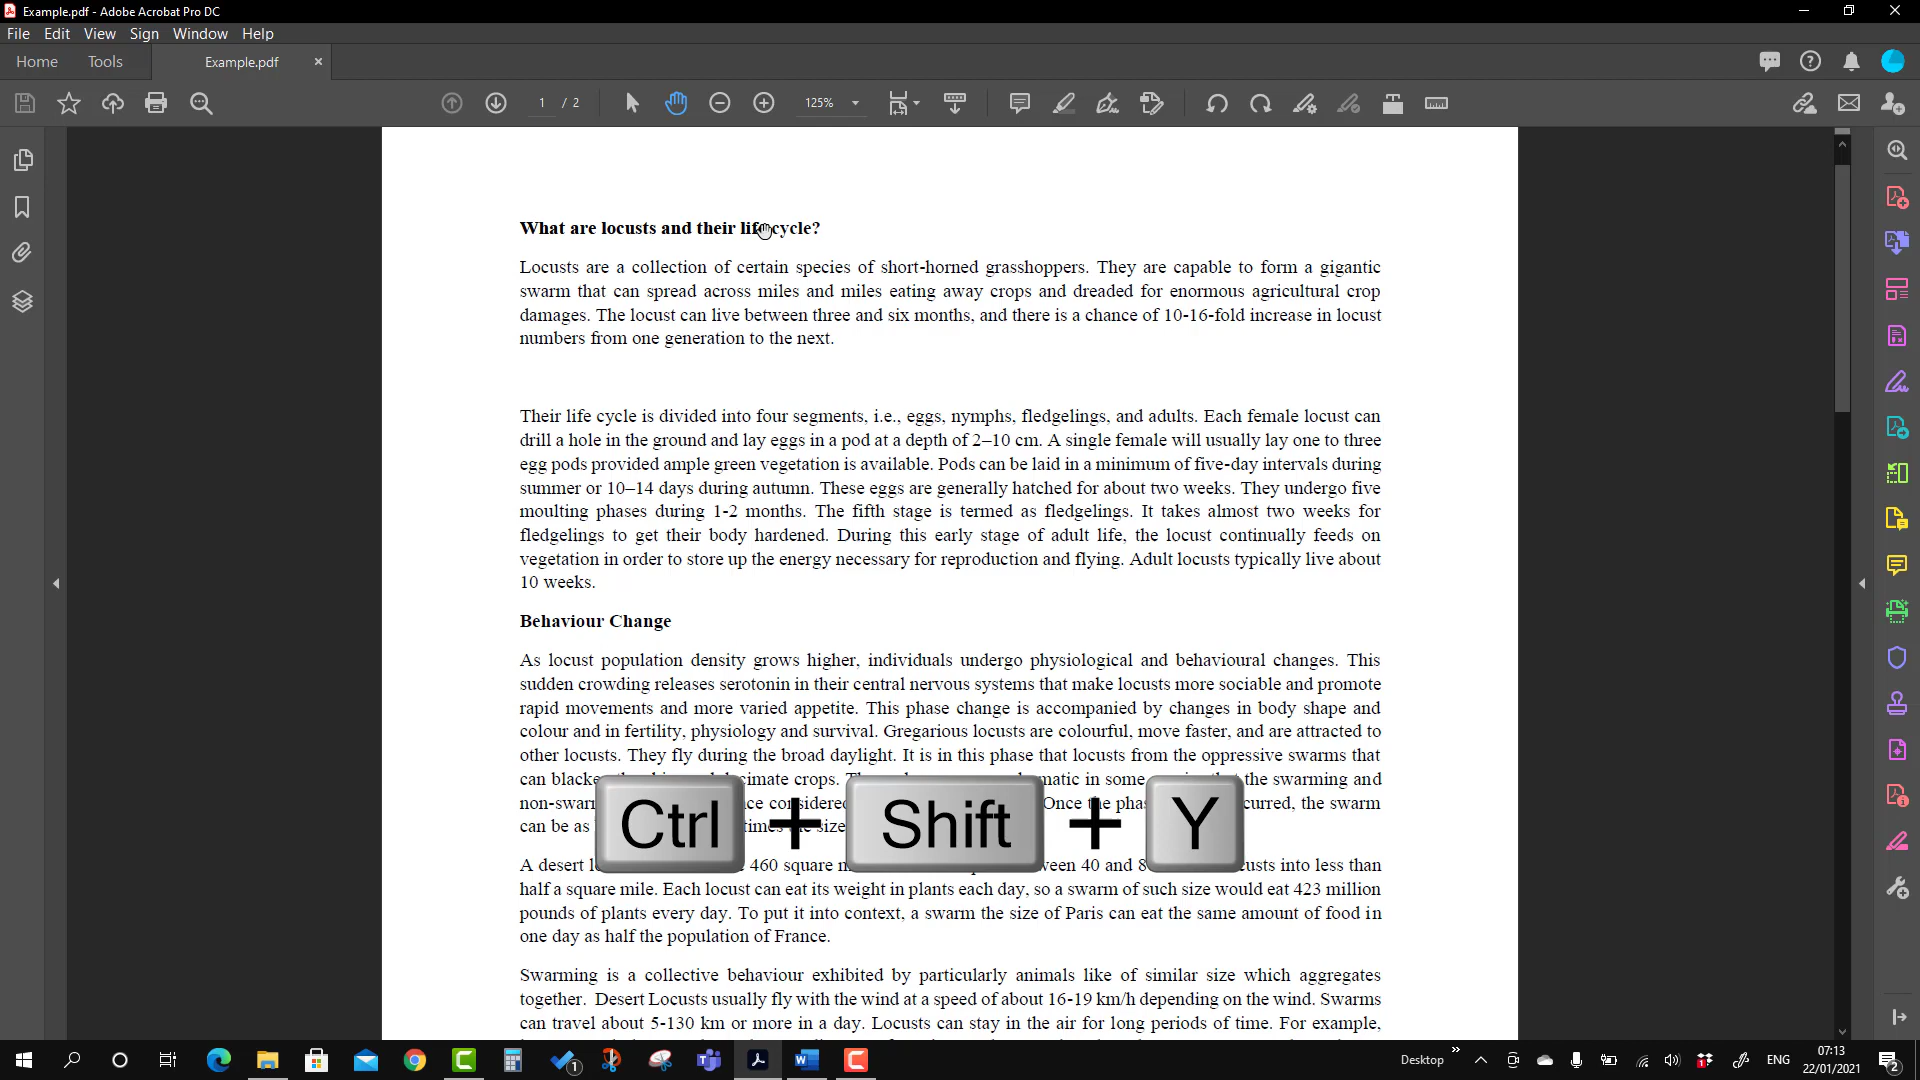 Example.pdf - Adobe Acrobat Pro DC
File Edit View Sign Window Help
Home Tools Example.pdf
1 / 2 125%
What are locusts and their lifecycle?
Locusts are a collection of certain species of short-horned grasshoppers. They are capable to form a gigantic
swarm that can spread across miles and miles eating away crops and dreaded for enormous agricultural crop
damages. The locust can live between three and six months, and there is a chance of 10-16-fold increase in locust
numbers from one generation to the next.
Their life cycle is divided into four segments, i.e., eggs, nymphs, fledgelings, and adults. Each female locust can
drill a hole in the ground and lay eggs in a pod at a depth of 2–10 cm. A single female will usually lay one to three
egg pods provided ample green vegetation is available. Pods can be laid in a minimum of five-day intervals during
summer or 10–14 days during autumn. These eggs are generally hatched for about two weeks. They undergo five
moulting phases during 1-2 months. The fifth stage is termed as fledgelings. It takes almost two weeks for
fledgelings to get their body hardened. During this early stage of adult life, the locust continually feeds on
vegetation in order to store up the energy necessary for reproduction and flying. Adult locusts typically live about
10 weeks.
Behaviour Change
As locust population density grows higher, individuals undergo physiological and behavioural changes. This
sudden crowding releases serotonin in their central nervous systems that make locusts more sociable and promote
rapid movements and more varied appetite. This phase change is accompanied by changes in body shape and
colour and in fertility, physiology and survival. Gregarious locusts are colourful, move faster, and are attracted to
other locusts. They fly during the broad daylight. It is in this phase that locusts from the oppressive swarms that
can crops. in some the swarming and
considered Once the the swarm
can be as times the size
Ctrl + Shift + Y
A desert 460 square 40 and into less than
half a square mile. Each locust can eat its weight in plants each day, so a swarm of such size would eat 423 million
pounds of plants every day. To put it into context, a swarm the size of Paris can eat the same amount of food in
one day as half the population of France.
Swarming is a collective behaviour exhibited by particularly animals like of similar size which aggregates
together. Desert Locusts usually fly with the wind at a speed of about 16-19 km/h depending on the wind. Swarms
can travel about 5-130 km or more in a day. Locusts can stay in the air for long periods of time. For example,
1 Desktop ENG 07:13 2
22/01/2021